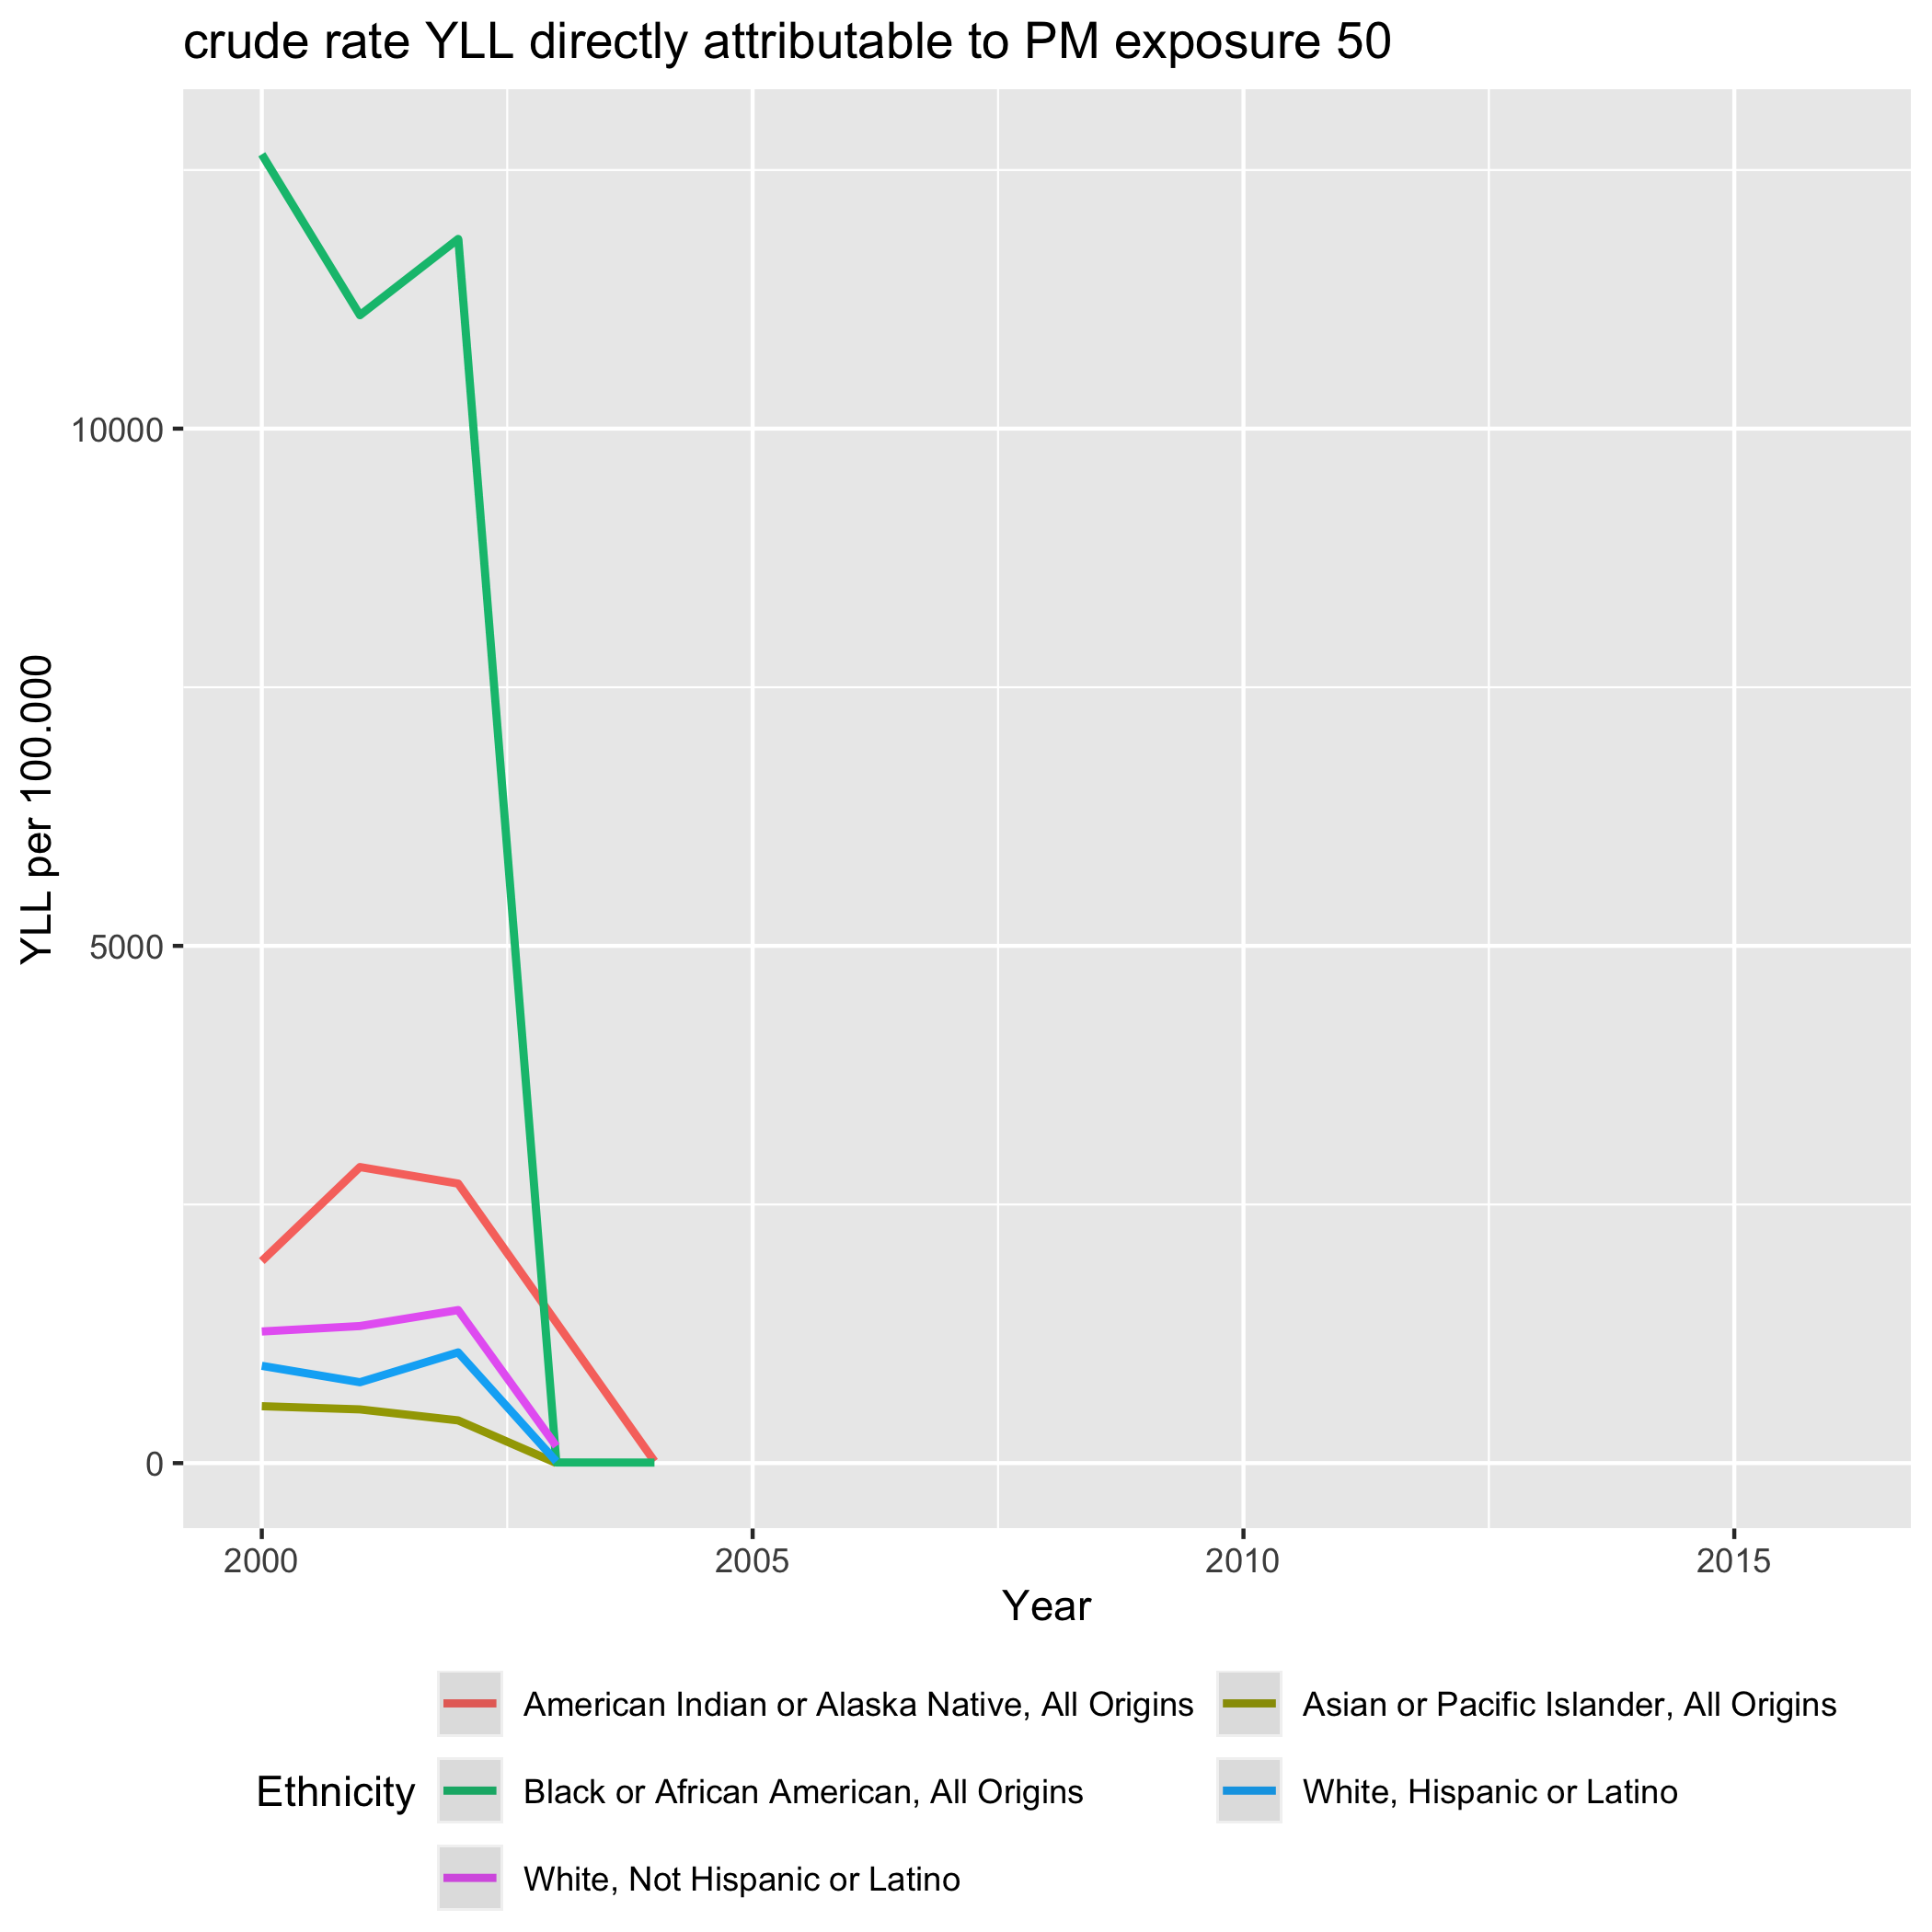 crude rate YLL directly attributable to PM exposure 50
YLL per 100.000
10000
5000
0
2000 2005 2010 2015
Year
Ethnicity
American Indian or Alaska Native, All Origins
Asian or Pacific Islander, All Origins
Black or African American, All Origins
White, Hispanic or Latino
White, Not Hispanic or Latino